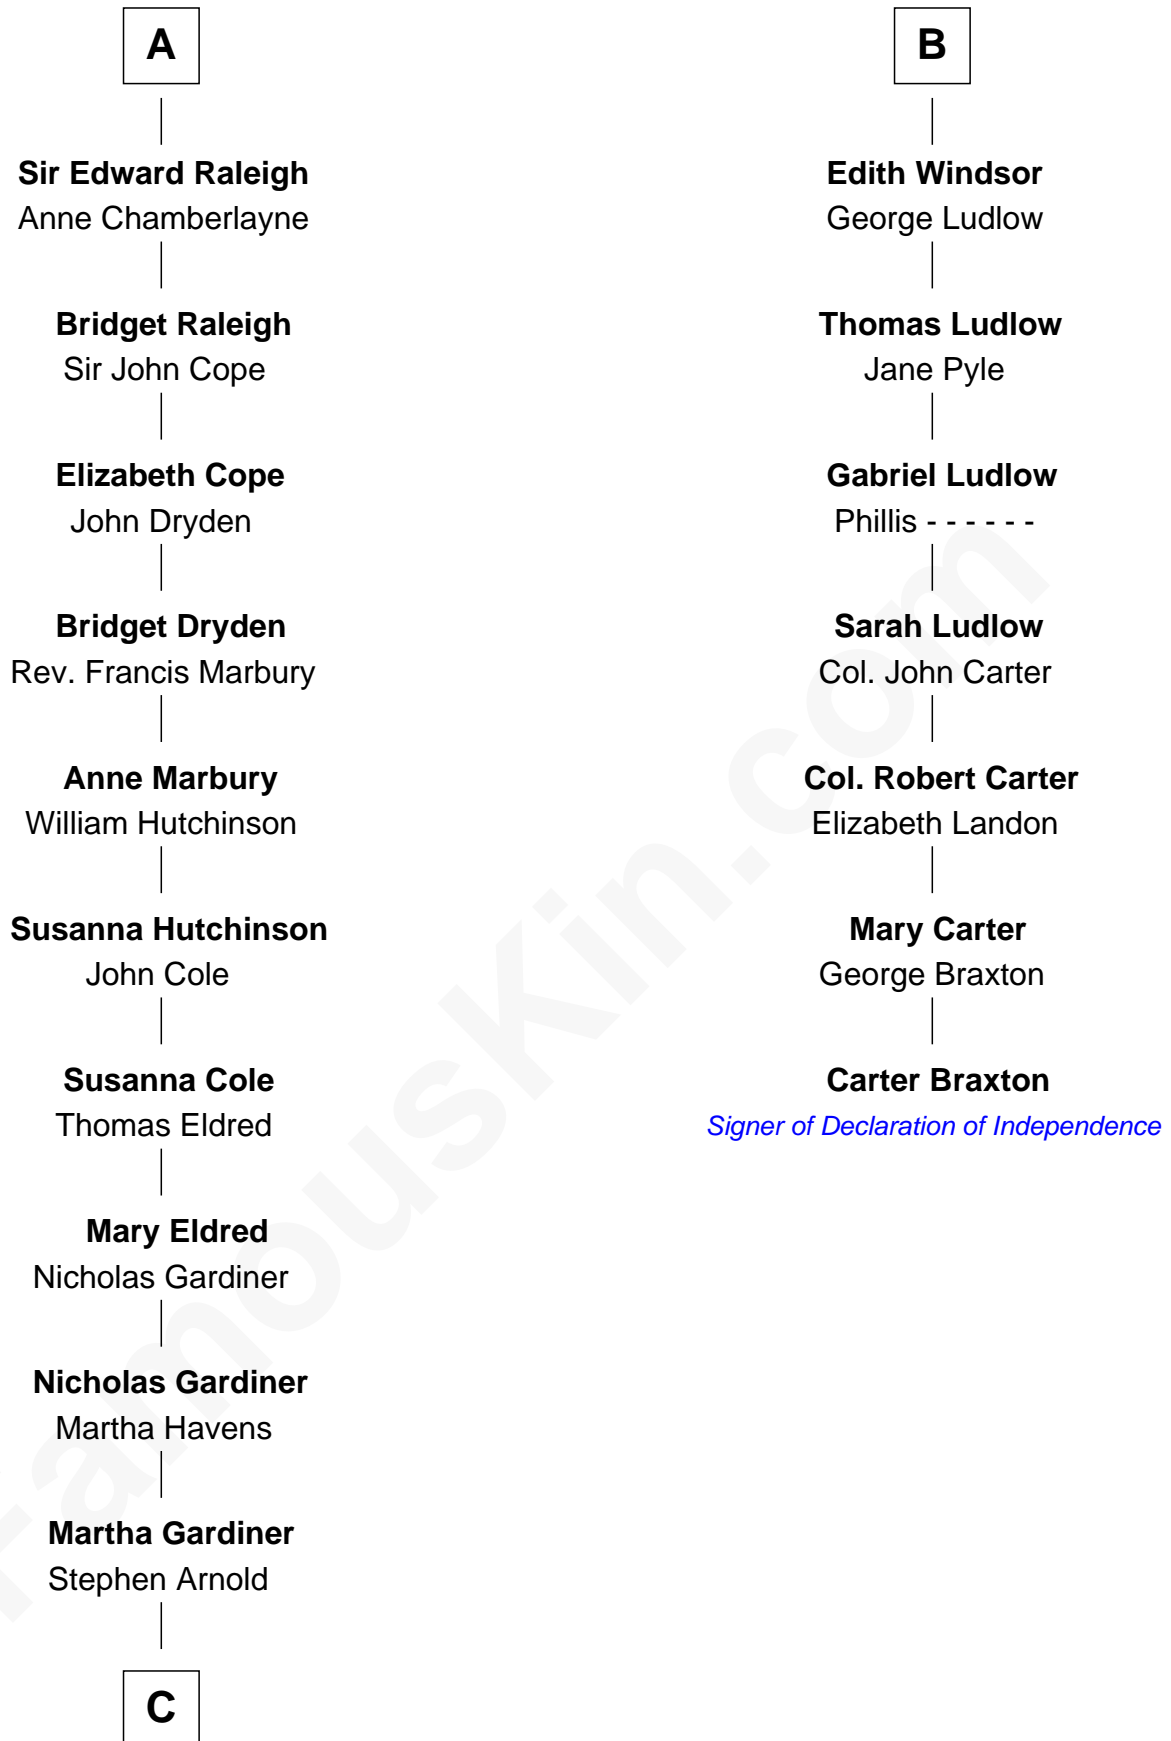 A
Sir Edward Raleigh
Anne Chamberlayne
Bridget Raleigh
Sir John Cope
Elizabeth Cope
John Dryden
Bridget Dryden
Rev. Francis Marbury
Anne Marbury
William Hutchinson
Susanna Hutchinson
John Cole
Susanna Cole
Thomas Eldred
Mary Eldred
Nicholas Gardiner
Nicholas Gardiner
Martha Havens
Martha Gardiner
Stephen Arnold
C
B
Edith Windsor
George Ludlow
Thomas Ludlow
Jane Pyle
Gabriel Ludlow
Phillis - - - - - -
Sarah Ludlow
Col. John Carter
Col. Robert Carter
Elizabeth Landon
Mary Carter
George Braxton
Carter Braxton
Signer of Declaration of Independence
FamousKin.com